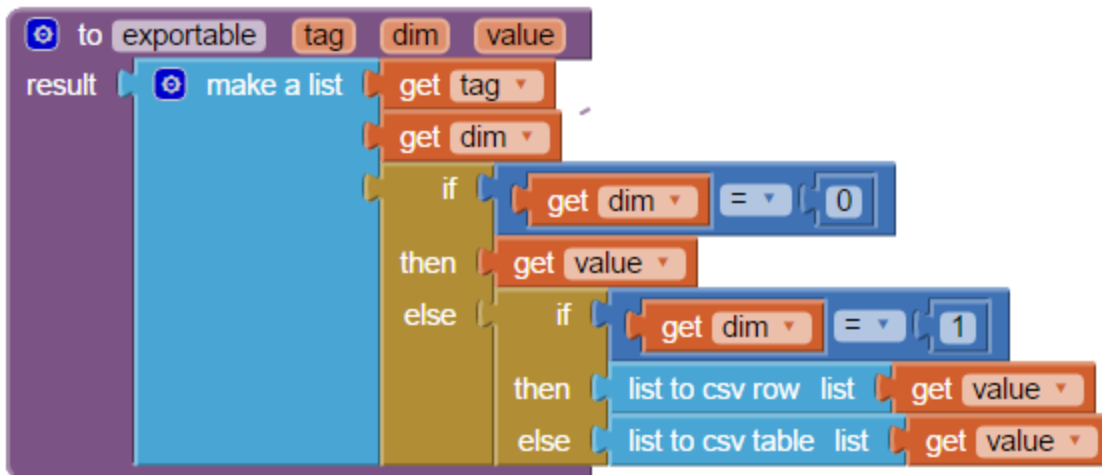 to exportable tag dim value
result make a list get tag
get dim
if get dim = 0
then get value
else if get dim = 1
then list to csv row list get value
else list to csv table list get value